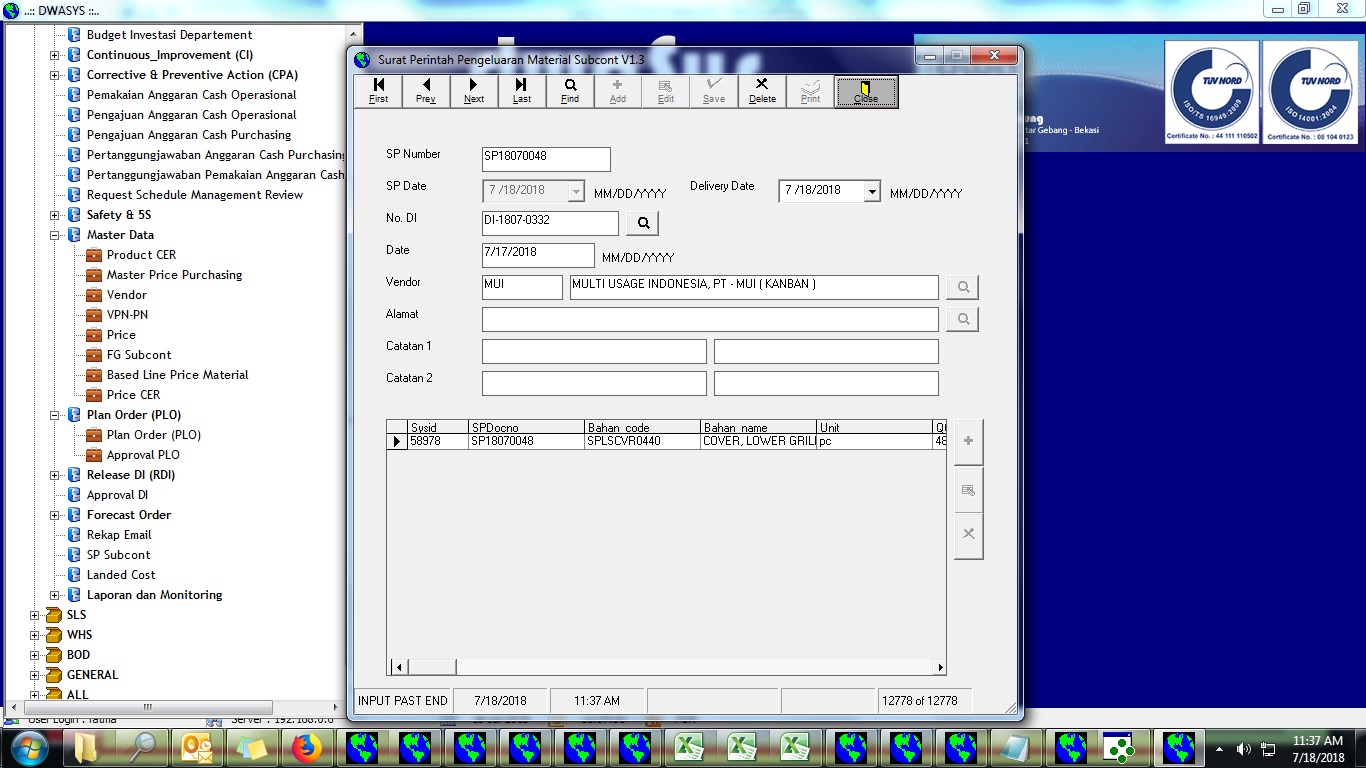 ..:: DWASYS ::..
Budget Investasi Departement
Continuous_Improvement (CI)
Corrective & Preventive Action (CPA)
Pemakaian Anggaran Cash Operasional
Pengajuan Anggaran Cash Operasional
Pengajuan Anggaran Cash Purchasing
Pertanggungjawaban Anggaran Cash Purchasing
Pertanggungjawaban Pemakaian Anggaran Cash
Request Schedule Management Review
Safety & 5S
Master Data
Product CER
Master Price Purchasing
Vendor
VPN-PN
Price
FG Subcont
Based Line Price Material
Price CER
Plan Order (PLO)
Plan Order (PLO)
Approval PLO
Release DI (RDI)
Approval DI
Forecast Order
Rekap Email
SP Subcont
Landed Cost
Laporan dan Monitoring
SLS
WHS
BOD
GENERAL
ALL
User Login : fatma
Server : 192.168.0.6
Surat Perintah Pengeluaran Material Subcont V1.3
First Prev Next Last Find Add Edit Save Delete Print Close
SP Number SP18070048
SP Date 7 /18/2018 MM/DD/YYYY Delivery Date 7 /18/2018 MM/DD/YYYY
No. DI DI-1807-0332
Date 7/17/2018 MM/DD/YYYY
Vendor MUI MULTI USAGE INDONESIA, PT - MUI ( KANBAN )
Alamat
Catatan 1
Catatan 2
Sysid SPDocno Bahan_code Bahan_name Unit
58978 SP18070048 SPLSCVR0440 COVER, LOWER GRILL pc 48
INPUT PAST END 7/18/2018 11:37 AM 12778 of 12778
ung
tar Gebang - Bekasi
1
TUV NORD
ISO/TS 16949:2009
Certificate No. : 44 111 110502
TUV NORD
ISO 14001:2004
Certificate No. : 08 104 0123
11:37 AM
7/18/2018